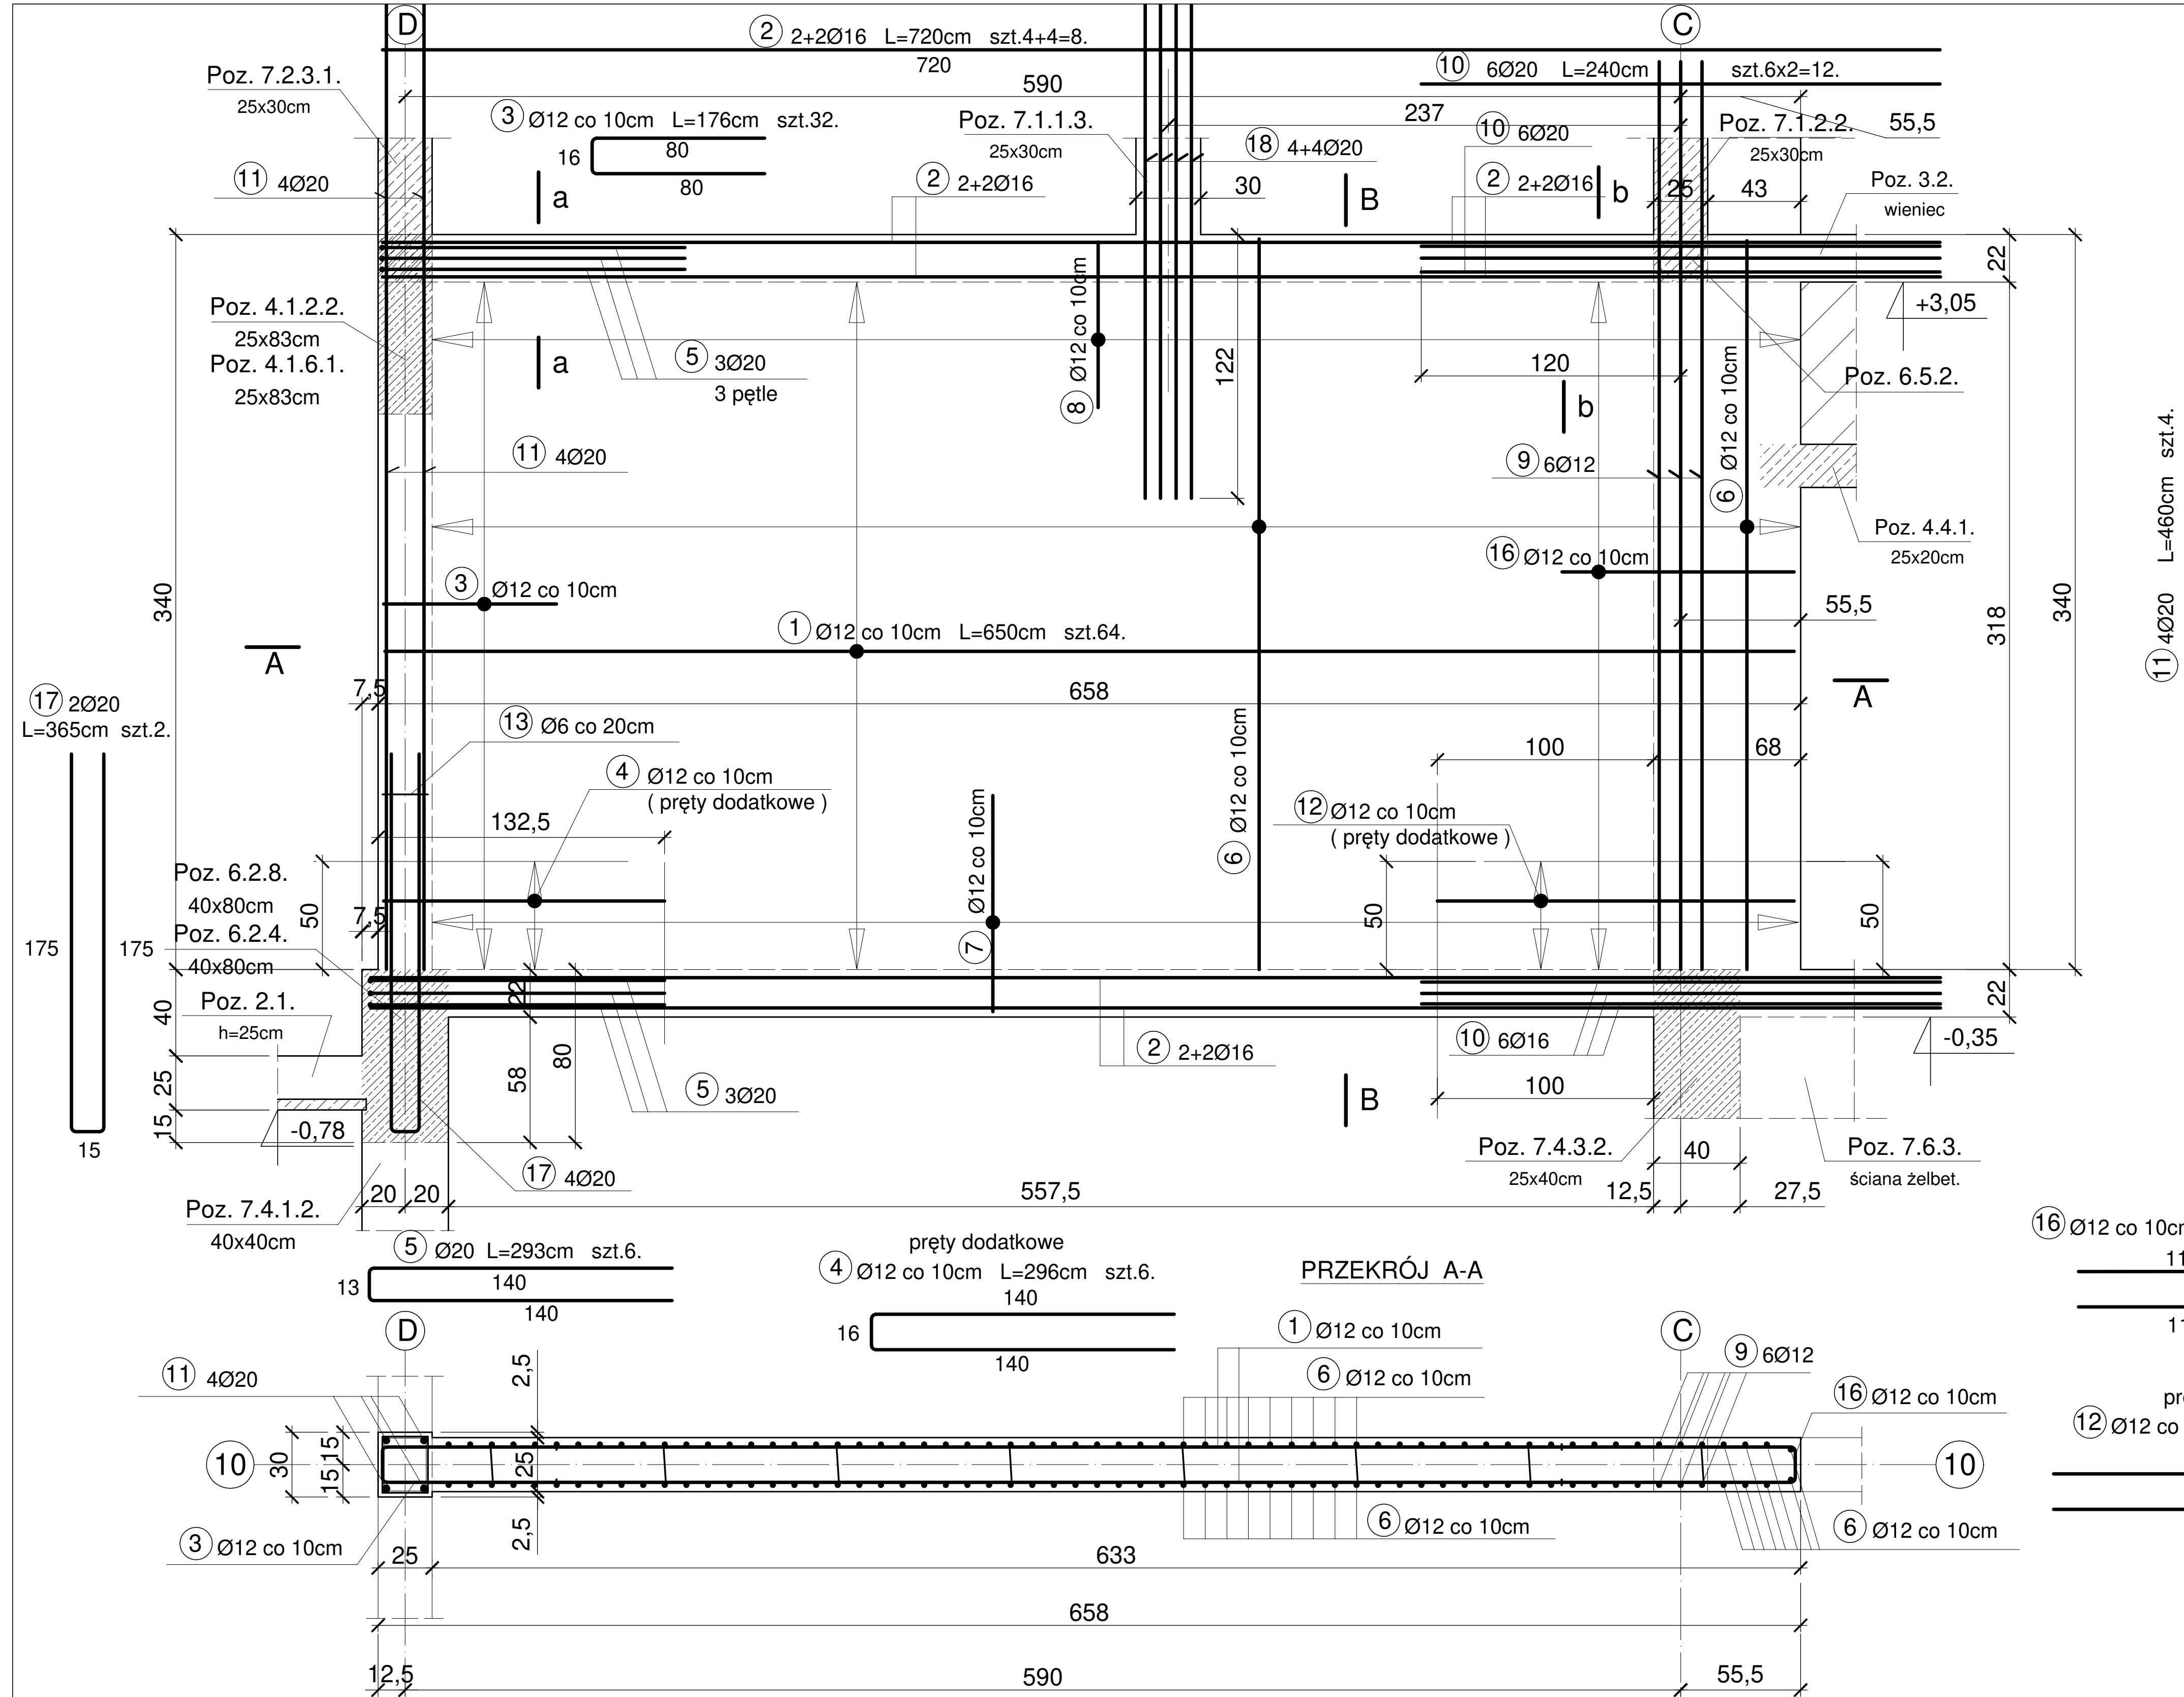 D
C
2 2+2Ø16 L=720cm szt.4+4=8.
720
10 6Ø20 L=240cm szt.6x2=12.
590
Poz. 7.2.3.1.
25x30cm
3 Ø12 co 10cm L=176cm szt.32.
16
80
80
Poz. 7.1.1.3.
25x30cm
237
10 6Ø20
Poz. 7.1.2.2.
25x30cm
55,5
11 4Ø20
a
2 2+2Ø16
18 4+4Ø20
30
B
2 2+2Ø16
b
25
43
Poz. 3.2.
wieniec
22
+3,05
Poz. 4.1.2.2.
25x83cm
Poz. 4.1.6.1.
25x83cm
a
5 3Ø20
3 pętle
8 Ø12 co 10cm
122
120
b
Poz. 6.5.2.
6 Ø12 co 10cm
11 4Ø20
9 6Ø12
Poz. 4.4.1.
25x20cm
16 Ø12 co 10cm
11 4Ø20 L=460cm szt.4.
340
3 Ø12 co 10cm
1 Ø12 co 10cm L=650cm szt.64.
55,5
318
340
A
A
7,5
658
17 2Ø20
L=365cm szt.2.
13 Ø6 co 20cm
6 Ø12 co 10cm
100
68
4 Ø12 co 10cm
( pręty dodatkowe )
132,5
7 Ø12 co 10cm
12 Ø12 co 10cm
( pręty dodatkowe )
Poz. 6.2.8.
40x80cm
50
7,5
50
50
175
175
Poz. 6.2.4.
40x80cm
Poz. 2.1.
h=25cm
40
22
22
25
15
-0,78
58
80
5 3Ø20
2 2+2Ø16
10 6Ø16
-0,35
100
B
15
17 4Ø20
Poz. 7.4.3.2.
25x40cm
40
Poz. 7.6.3.
ściana żelbet.
20
20
557,5
12,5
27,5
Poz. 7.4.1.2.
40x40cm
5 Ø20 L=293cm szt.6.
13
140
140
pręty dodatkowe
4 Ø12 co 10cm L=296cm szt.6.
140
16
140
PRZEKRÓJ A-A
16 Ø12 co 10cm
D
C
11 4Ø20
2,5
1 Ø12 co 10cm
6 Ø12 co 10cm
9 6Ø12
16 Ø12 co 10cm
12 Ø12 co
10
30
15
15
25
10
2,5
3 Ø12 co 10cm
6 Ø12 co 10cm
6 Ø12 co 10cm
25
633
658
12,5
590
55,5